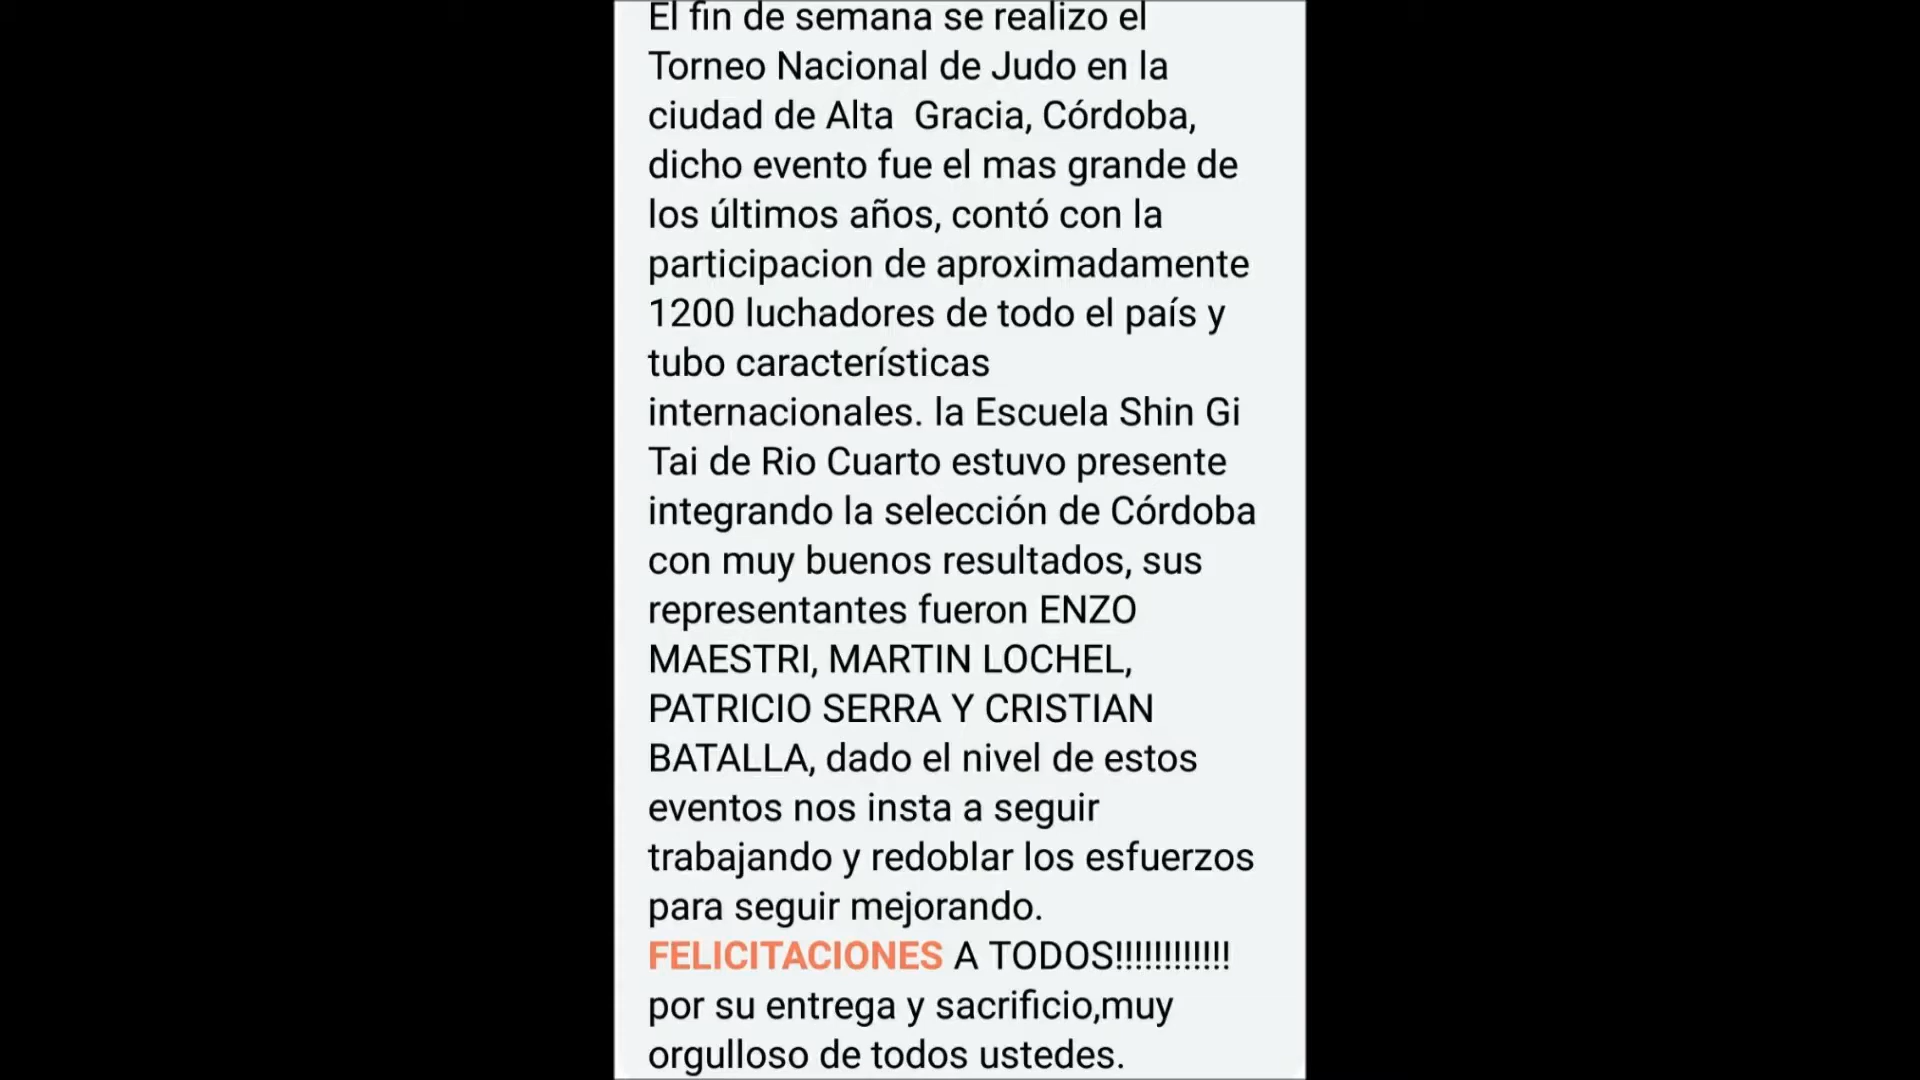 El fin de semana se realizo el
Torneo Nacional de Judo en la
ciudad de Alta  Gracia, Córdoba,
dicho evento fue el mas grande de
los últimos años, contó con la
participacion de aproximadamente
1200 luchadores de todo el país y
tubo características
internacionales. la Escuela Shin Gi
Tai de Rio Cuarto estuvo presente
integrando la selección de Córdoba
con muy buenos resultados, sus
representantes fueron ENZO
MAESTRI, MARTIN LOCHEL,
PATRICIO SERRA Y CRISTIAN
BATALLA, dado el nivel de estos
eventos nos insta a seguir
trabajando y redoblar los esfuerzos
para seguir mejorando.
FELICITACIONES A TODOS!!!!!!!!!!!!
por su entrega y sacrificio,muy
orgulloso de todos ustedes.